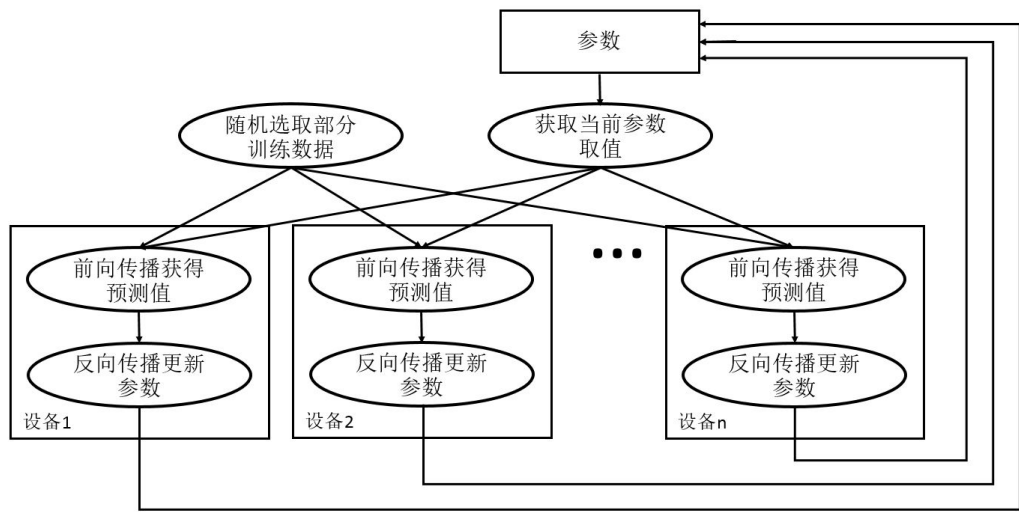 参数
随机选取部分
训练数据
获取当前参数
取值
前向传播获得
预测值
反向传播更新
参数
设备1
前向传播获得
预测值
反向传播更新
参数
设备2
前向传播获得
预测值
反向传播更新
参数
设备n